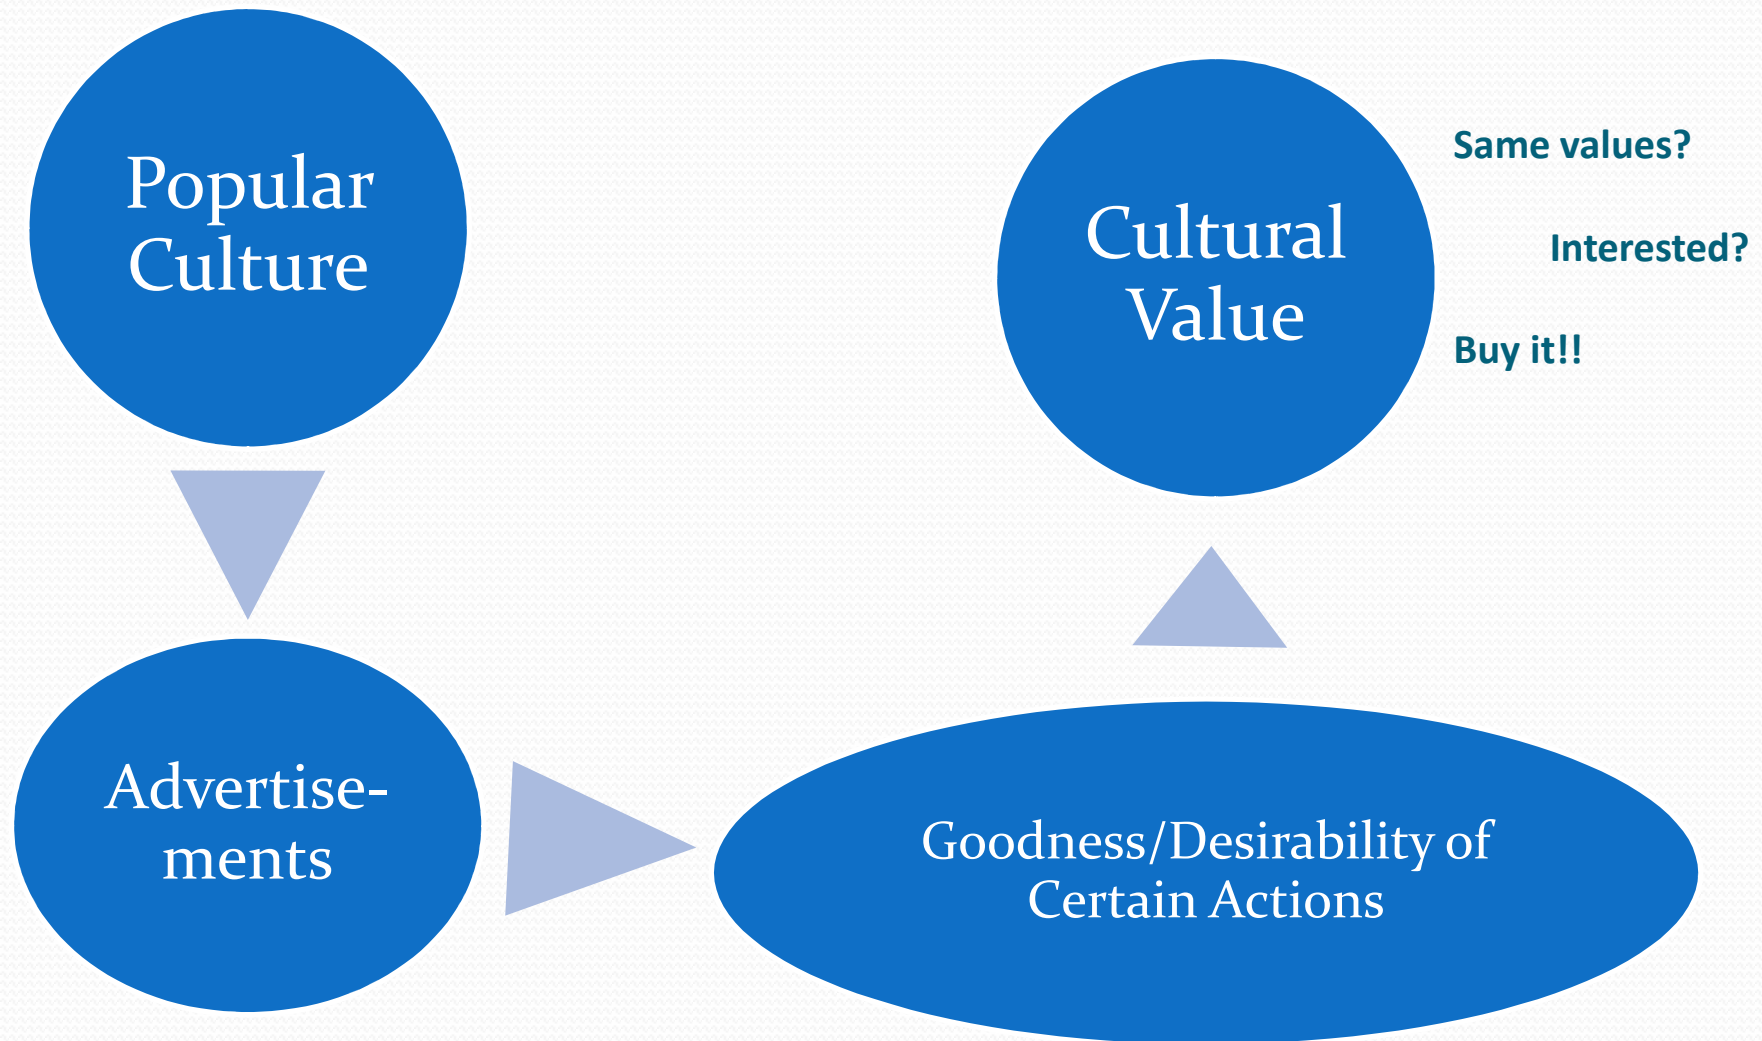 Popular
Culture
Advertise-
ments
Goodness/Desirability of
Certain Actions
Cultural
Value
Same values?
Interested?
Buy it!!